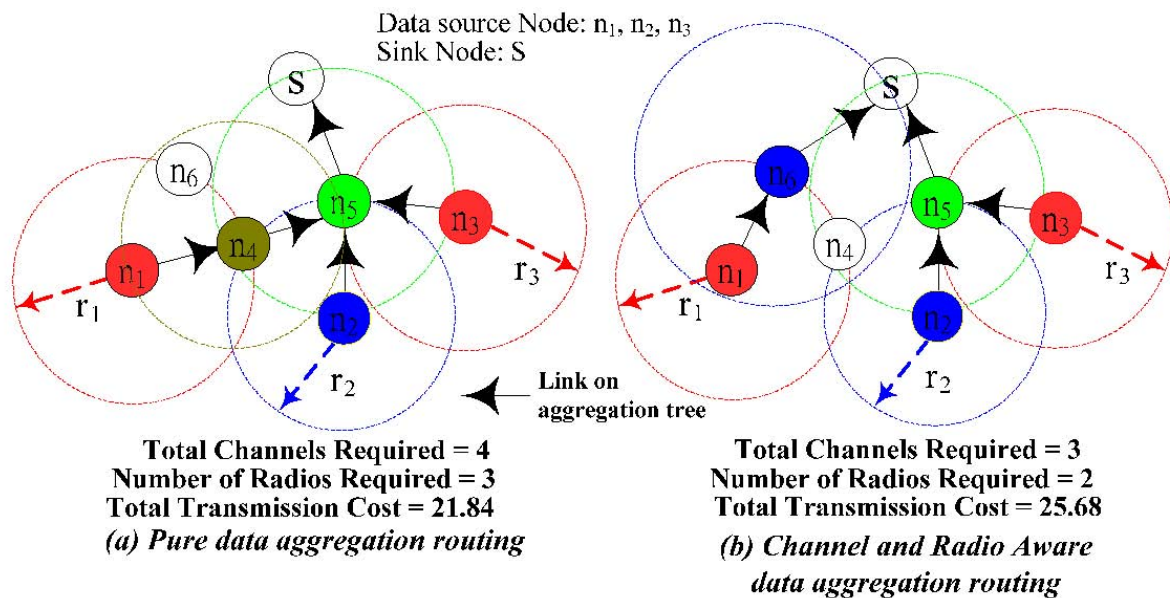 Data source Node: n₁, n₂, n₃
Sink Node: S
S
n₆
n₅
n₃
n₄
n₁
n₂
r₁
r₂
r₃
S
n₆
n₅
n₃
n₄
n₁
n₂
r₁
r₂
r₃
Link on
aggregation tree
Total Channels Required = 4
Number of Radios Required = 3
Total Transmission Cost = 21.84
(a) Pure data aggregation routing
Total Channels Required = 3
Number of Radios Required = 2
Total Transmission Cost = 25.68
(b) Channel and Radio Aware
data aggregation routing